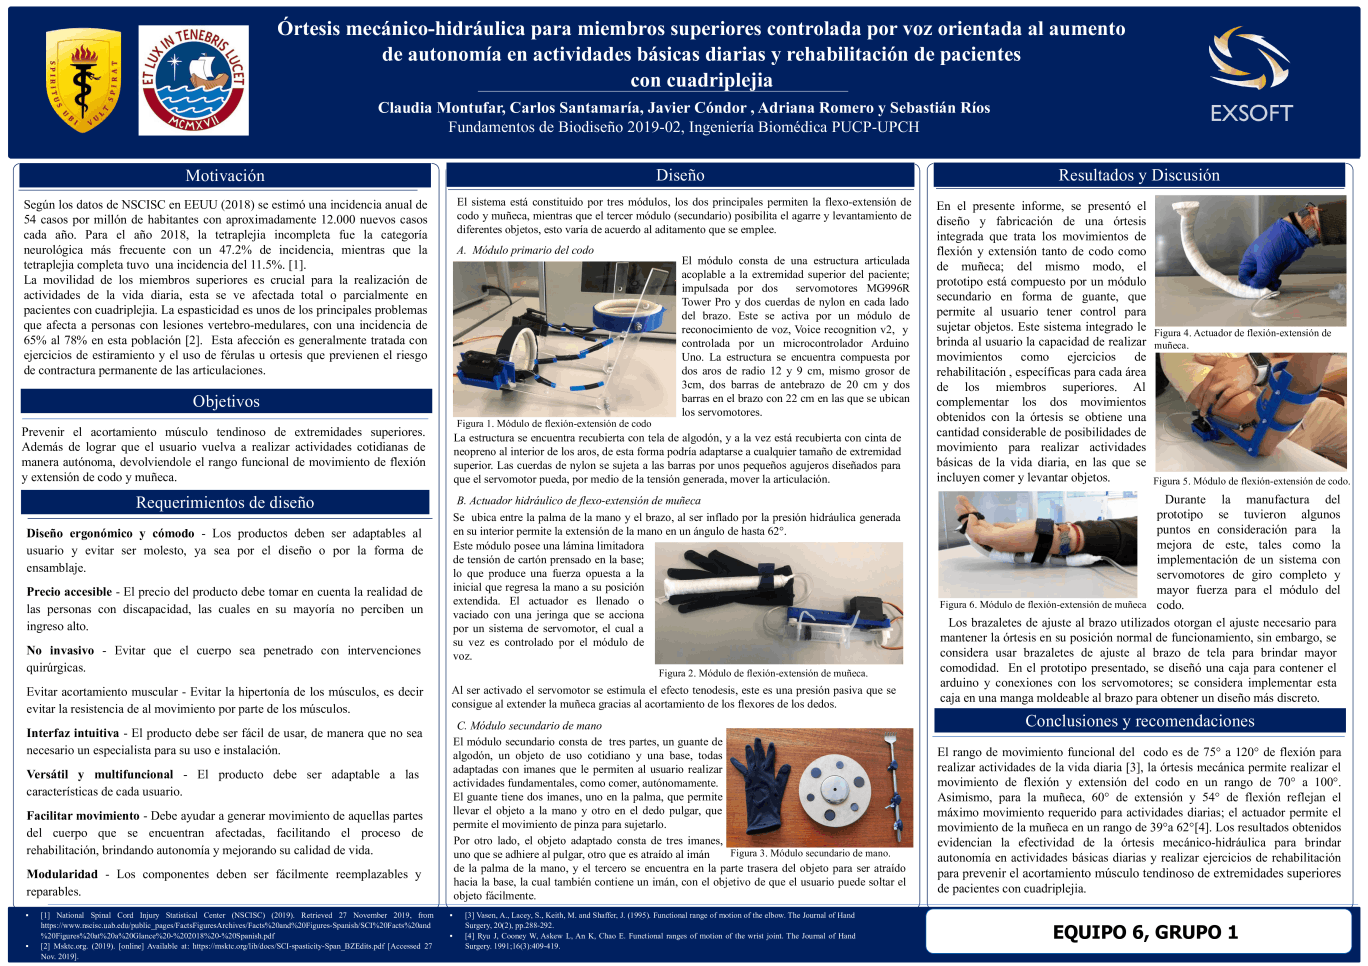 Órtesis mecánico-hidráulica para miembros superiores controlada por voz orientada al aumento
de autonomía en actividades básicas diarias y rehabilitación de pacientes
con cuadriplejia
Claudia Montufar, Carlos Santamaría, Javier Cóndor , Adriana Romero y Sebastián Ríos
Fundamentos de Biodiseño 2019-02, Ingeniería Biomédica PUCP-UPCH
SPIRITUS UBI VULT SPIRAT
ET LUX IN TENEBRIS LUCET
MCMXVII
EXSOFT
Motivación
Según los datos de NSCISC en EEUU (2018) se estimó una incidencia anual de
54 casos por millón de habitantes con aproximadamente 12.000 nuevos casos
cada año. Para el año 2018, la tetraplejia incompleta fue la categoría
neurológica más frecuente con un 47.2% de incidencia, mientras que la
tetraplejia completa tuvo una incidencia del 11.5%. [1].
La movilidad de los miembros superiores es crucial para la realización de
actividades de la vida diaria, esta se ve afectada total o parcialmente en
pacientes con cuadriplejia. La espasticidad es unos de los principales problemas
que afecta a personas con lesiones vertebro-medulares, con una incidencia de
65% al 78% en esta población [2]. Esta afección es generalmente tratada con
ejercicios de estiramiento y el uso de férulas u ortesis que previenen el riesgo
de contractura permanente de las articulaciones.
Objetivos
Prevenir el acortamiento músculo tendinoso de extremidades superiores.
Además de lograr que el usuario vuelva a realizar actividades cotidianas de
manera autónoma, devolviendole el rango funcional de movimiento de flexión
y extensión de codo y muñeca.
Requerimientos de diseño
Diseño ergonómico y cómodo - Los productos deben ser adaptables al
usuario y evitar ser molesto, ya sea por el diseño o por la forma de
ensamblaje.
Precio accesible - El precio del producto debe tomar en cuenta la realidad de
las personas con discapacidad, las cuales en su mayoría no perciben un
ingreso alto.
No invasivo - Evitar que el cuerpo sea penetrado con intervenciones
quirúrgicas.
Evitar acortamiento muscular - Evitar la hipertonía de los músculos, es decir
evitar la resistencia de al movimiento por parte de los músculos.
Interfaz intuitiva - El producto debe ser fácil de usar, de manera que no sea
necesario un especialista para su uso e instalación.
Versátil y multifuncional - El producto debe ser adaptable a las
características de cada usuario.
Facilitar movimiento - Debe ayudar a generar movimiento de aquellas partes
del cuerpo que se encuentran afectadas, facilitando el proceso de
rehabilitación, brindando autonomía y mejorando su calidad de vida.
Modularidad - Los componentes deben ser fácilmente reemplazables y
reparables.
Diseño
El sistema está constituido por tres módulos, los dos principales permiten la flexo-extensión de
codo y muñeca, mientras que el tercer módulo (secundario) posibilita el agarre y levantamiento de
diferentes objetos, esto varía de acuerdo al aditamento que se emplee.
A. Módulo primario del codo
El módulo consta de una estructura articulada
acoplable a la extremidad superior del paciente;
impulsada por dos servomotores MG996R
Tower Pro y dos cuerdas de nylon en cada lado
del brazo. Este se activa por un módulo de
reconocimiento de voz, Voice recognition v2, y
controlada por un microcontrolador Arduino
Uno. La estructura se encuentra compuesta por
dos aros de radio 12 y 9 cm, mismo grosor de
3cm, dos barras de antebrazo de 20 cm y dos
barras en el brazo con 22 cm en las que se ubican
los servomotores.
Figura 1. Módulo de flexión-extensión de codo
La estructura se encuentra recubierta con tela de algodón, y a la vez está recubierta con cinta de
neopreno al interior de los aros, de esta forma podría adaptarse a cualquier tamaño de extremidad
superior. Las cuerdas de nylon se sujeta a las barras por unos pequeños agujeros diseñados para
que el servomotor pueda, por medio de la tensión generada, mover la articulación.
B. Actuador hidráulico de flexo-extensión de muñeca
Se ubica entre la palma de la mano y el brazo, al ser inflado por la presión hidráulica generada
en su interior permite la extensión de la mano en un ángulo de hasta 62°.
Este módulo posee una lámina limitadora
de tensión de cartón prensado en la base;
lo que produce una fuerza opuesta a la
inicial que regresa la mano a su posición
extendida. El actuador es llenado o
vaciado con una jeringa que se acciona
por un sistema de servomotor, el cual a
su vez es controlado por el módulo de
voz.
Figura 2. Módulo de flexión-extensión de muñeca.
Al ser activado el servomotor se estimula el efecto tenodesis, este es una presión pasiva que se
consigue al extender la muñeca gracias al acortamiento de los flexores de los dedos.
C. Módulo secundario de mano
El módulo secundario consta de tres partes, un guante de
algodón, un objeto de uso cotidiano y una base, todas
adaptadas con imanes que le permiten al usuario realizar
actividades fundamentales, como comer, autónomamente.
El guante tiene dos imanes, uno en la palma, que permite
llevar el objeto a la mano y otro en el dedo pulgar, que
permite el movimiento de pinza para sujetarlo.
Por otro lado, el objeto adaptado consta de tres imanes,
uno que se adhiere al pulgar, otro que es atraído al imán
Figura 3. Módulo secundario de mano.
de la palma de la mano, y el tercero se encuentra en la parte trasera del objeto para ser atraído
hacia la base, la cual también contiene un imán, con el objetivo de que el usuario puede soltar el
objeto fácilmente.
Resultados y Discusión
En el presente informe, se presentó el
diseño y fabricación de una órtesis
integrada que trata los movimientos de
flexión y extensión tanto de codo como
de muñeca; del mismo modo, el
prototipo está compuesto por un módulo
secundario en forma de guante, que
permite al usuario tener control para
sujetar objetos. Este sistema integrado le
brinda al usuario la capacidad de realizar
movimientos como ejercicios de
rehabilitación , específicas para cada área
de los miembros superiores. Al
complementar los dos movimientos
obtenidos con la órtesis se obtiene una
cantidad considerable de posibilidades de
movimiento para realizar actividades
básicas de la vida diaria, en las que se
incluyen comer y levantar objetos.
Figura 4. Actuador de flexión-extensión de
muñeca.
Figura 5. Módulo de flexión-extensión de codo.
Figura 6. Módulo de flexión-extensión de muñeca
Durante la manufactura del
prototipo se tuvieron algunos
puntos en consideración para la
mejora de este, tales como la
implementación de un sistema con
servomotores de giro completo y
mayor fuerza para el módulo del
codo.
Los brazaletes de ajuste al brazo utilizados otorgan el ajuste necesario para
mantener la órtesis en su posición normal de funcionamiento, sin embargo, se
considera usar brazaletes de ajuste al brazo de tela para brindar mayor
comodidad. En el prototipo presentado, se diseñó una caja para contener el
arduino y conexiones con los servomotores; se considera implementar esta
caja en una manga moldeable al brazo para obtener un diseño más discreto.
Conclusiones y recomendaciones
El rango de movimiento funcional del codo es de 75° a 120° de flexión para
realizar actividades de la vida diaria [3], la órtesis mecánica permite realizar el
movimiento de flexión y extensión del codo en un rango de 70° a 100°.
Asimismo, para la muñeca, 60° de extensión y 54° de flexión reflejan el
máximo movimiento requerido para actividades diarias; el actuador permite el
movimiento de la muñeca en un rango de 39°a 62°[4]. Los resultados obtenidos
evidencian la efectividad de la órtesis mecánico-hidráulica para brindar
autonomía en actividades básicas diarias y realizar ejercicios de rehabilitación
para prevenir el acortamiento músculo tendinoso de extremidades superiores
de pacientes con cuadriplejia.
• [1] National Spinal Cord Injury Statistical Center (NSCISC) (2019). Retrieved 27 November 2019, from
https://www.nscisc.uab.edu/public_pages/FactsFiguresArchives/Facts%20and%20Figures-Spanish/SCI%20Facts%20and
%20Figures%20at%20a%20Glance%20-%202018%20-%20Spanish.pdf
• [2] Msktc.org. (2019). [online] Available at: https://msktc.org/lib/docs/SCI-spasticity-Span_BZEdits.pdf [Accessed 27
Nov. 2019].
• [3] Vasen, A., Lacey, S., Keith, M. and Shaffer, J. (1995). Functional range of motion of the elbow. The Journal of Hand
Surgery, 20(2), pp.288-292.
• [4] Ryu J, Cooney W, Askew L, An K, Chao E. Functional ranges of motion of the wrist joint. The Journal of Hand
Surgery. 1991;16(3):409-419.
EQUIPO 6, GRUPO 1